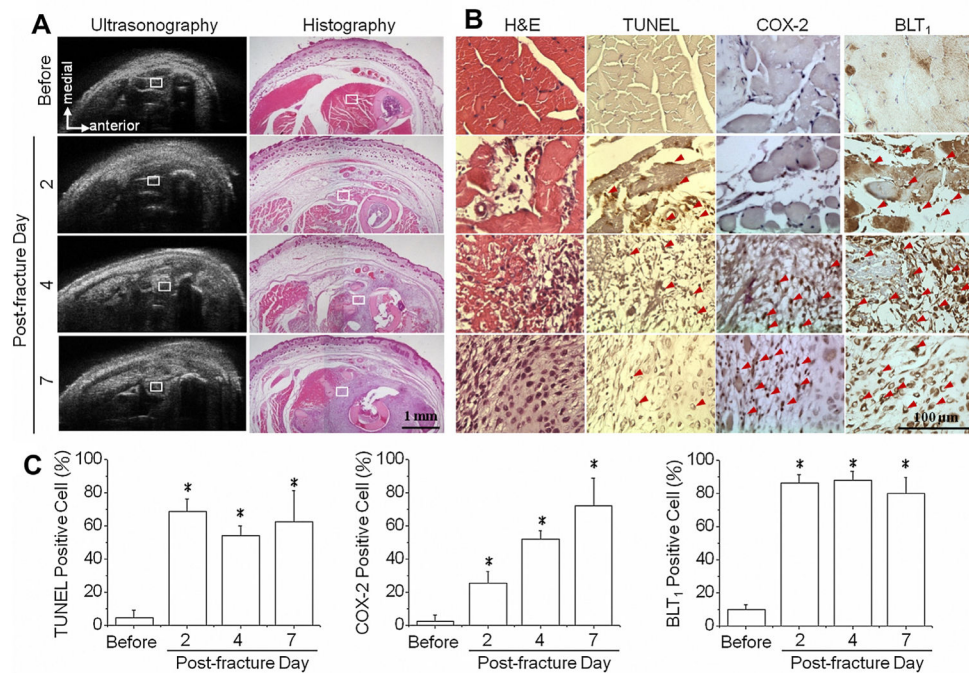 A
Ultrasonography
Histography
Before
medial
anterior
Post-fracture Day
2
4
7
1 mm
B
H&E
TUNEL
COX-2
BLT₁
100 µm
C
TUNEL Positive Cell (%)
100
80
60
40
20
0
*
*
*
Before
2
4
7
Post-fracture Day
COX-2 Positive Cell (%)
100
80
60
40
20
0
*
*
*
Before
2
4
7
Post-fracture Day
BLT₁ Positive Cell (%)
100
80
60
40
20
0
*
*
*
Before
2
4
7
Post-fracture Day